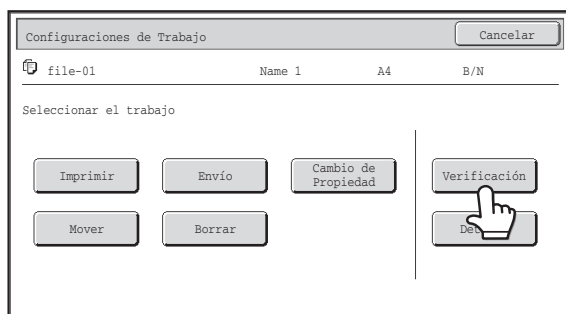 Configuraciones de Trabajo Cancelar
file-01 Name 1 A4 B/N
Seleccionar el trabajo
Imprimir Envío Cambio de Propiedad Verificación
Mover Borrar